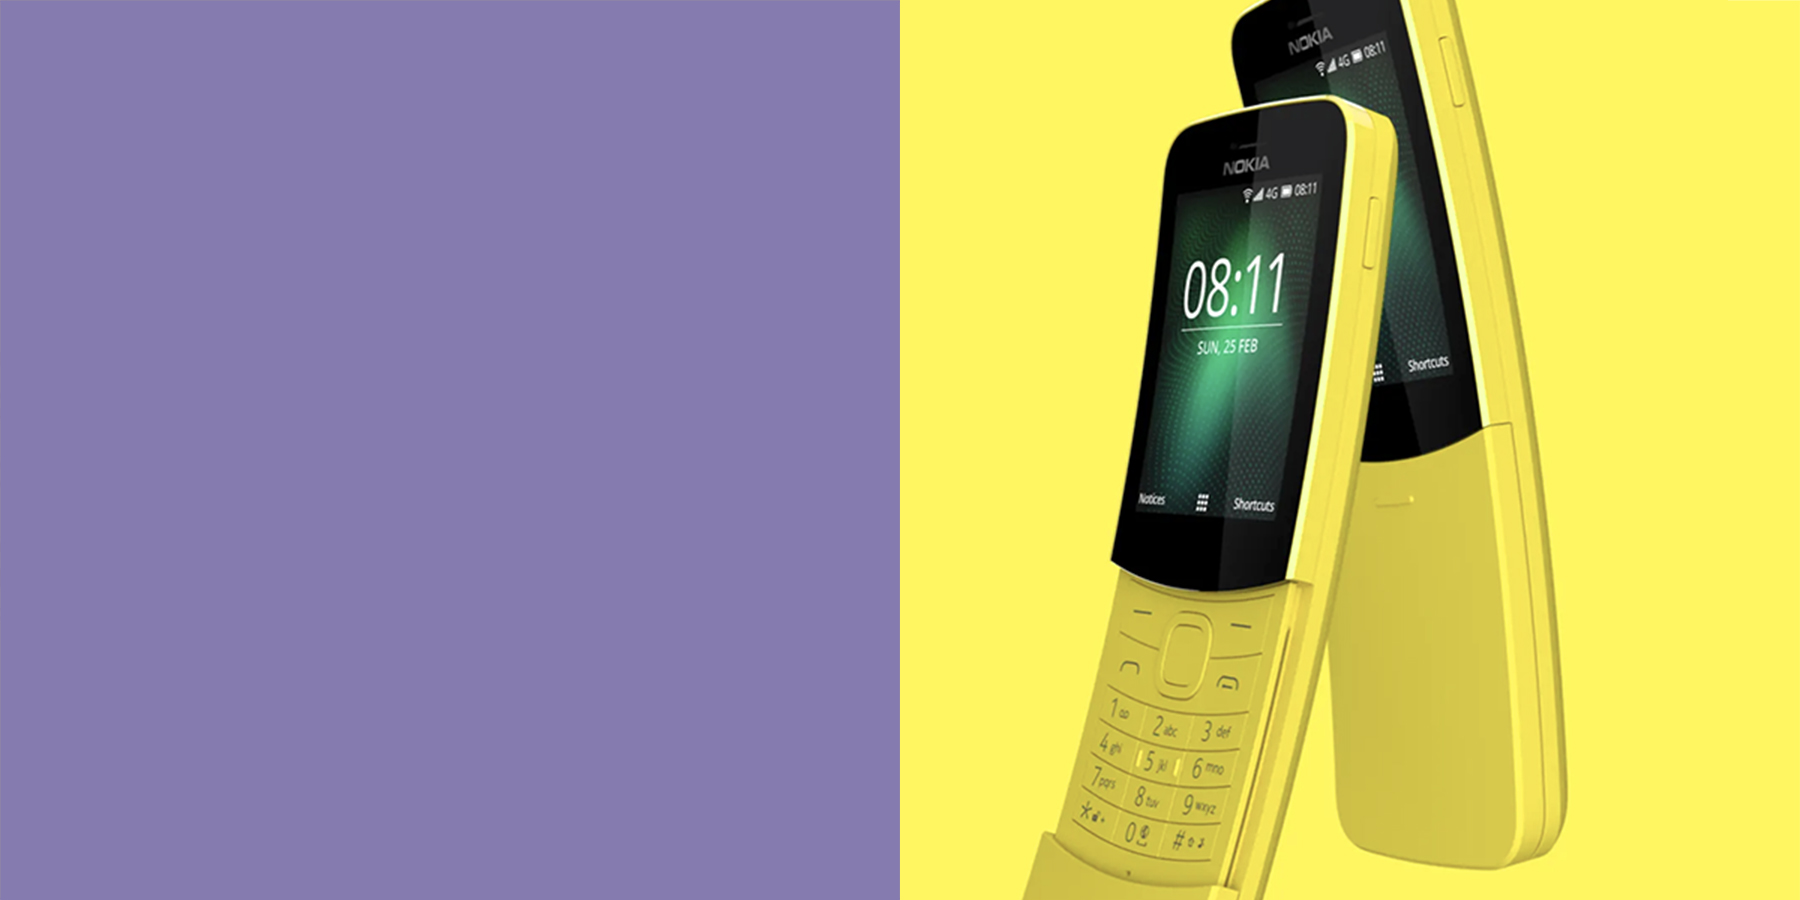 NOKIA
4G 08:11
Shortcuts
NOKIA
4G 08:11
08:11
SUN, 25 FEB
Notices
Shortcuts
1
2 abc
3 def
4 ghi
5 jkl
6 mno
7 pqrs
8 tuv
9 wxyz
*
+
0
#